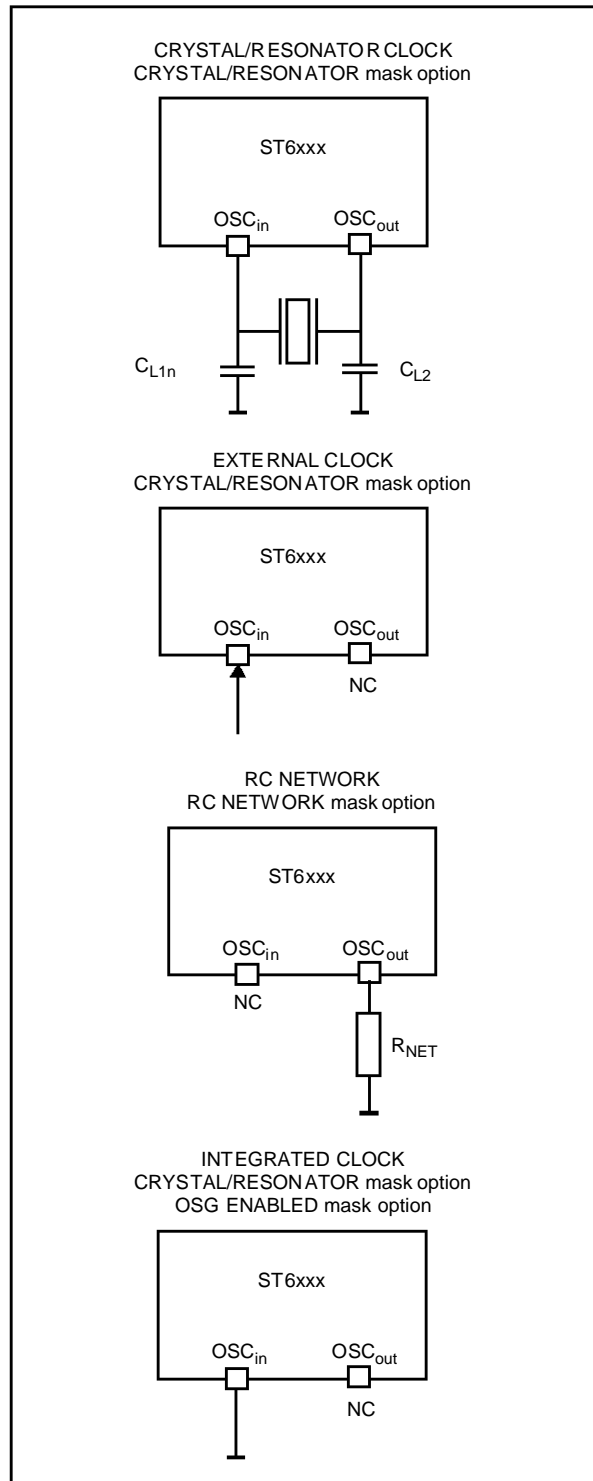 CRYSTAL/RESONATOR CLOCK
CRYSTAL/RESONATOR mask option
ST6xxx
OSCin OSCout
CL1n CL2
EXTERNAL CLOCK
CRYSTAL/RESONATOR mask option
ST6xxx
OSCin OSCout
NC
RC NETWORK
RC NETWORK mask option
ST6xxx
OSCin OSCout
NC
RNET
INTEGRATED CLOCK
CRYSTAL/RESONATOR mask option
OSG ENABLED mask option
ST6xxx
OSCin OSCout
NC